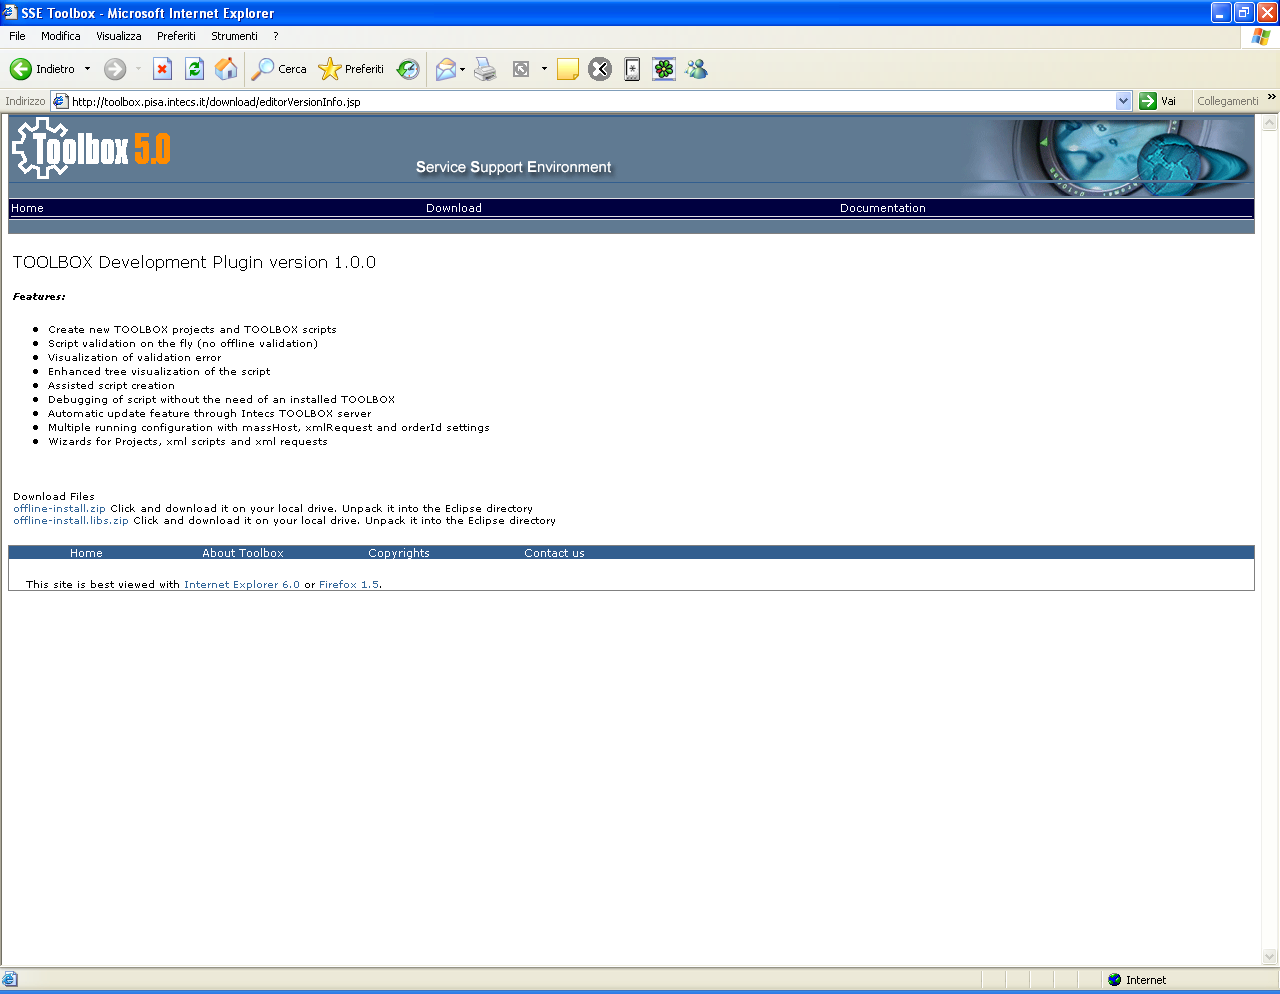 SSE Toolbox - Microsoft Internet Explorer
File Modifica Visualizza Preferiti Strumenti ?
Indietro Cerca Preferiti
Indirizzo http://toolbox.pisa.intecs.it/download/editorVersionInfo.jsp Vai Collegamenti »
Toolbox 5.0
Service Support Environment
Home Download Documentation
TOOLBOX Development Plugin version 1.0.0
Features:
• Create new TOOLBOX projects and TOOLBOX scripts
• Script validation on the fly (no offline validation)
• Visualization of validation error
• Enhanced tree visualization of the script
• Assisted script creation
• Debugging of script without the need of an installed TOOLBOX
• Automatic update feature through Intecs TOOLBOX server
• Multiple running configuration with massHost, xmlRequest and orderId settings
• Wizards for Projects, xml scripts and xml requests
Download Files
offline-install.zip Click and download it on your local drive. Unpack it into the Eclipse directory
offline-install.libs.zip Click and download it on your local drive. Unpack it into the Eclipse directory
Home About Toolbox Copyrights Contact us
This site is best viewed with Internet Explorer 6.0 or Firefox 1.5.
Internet